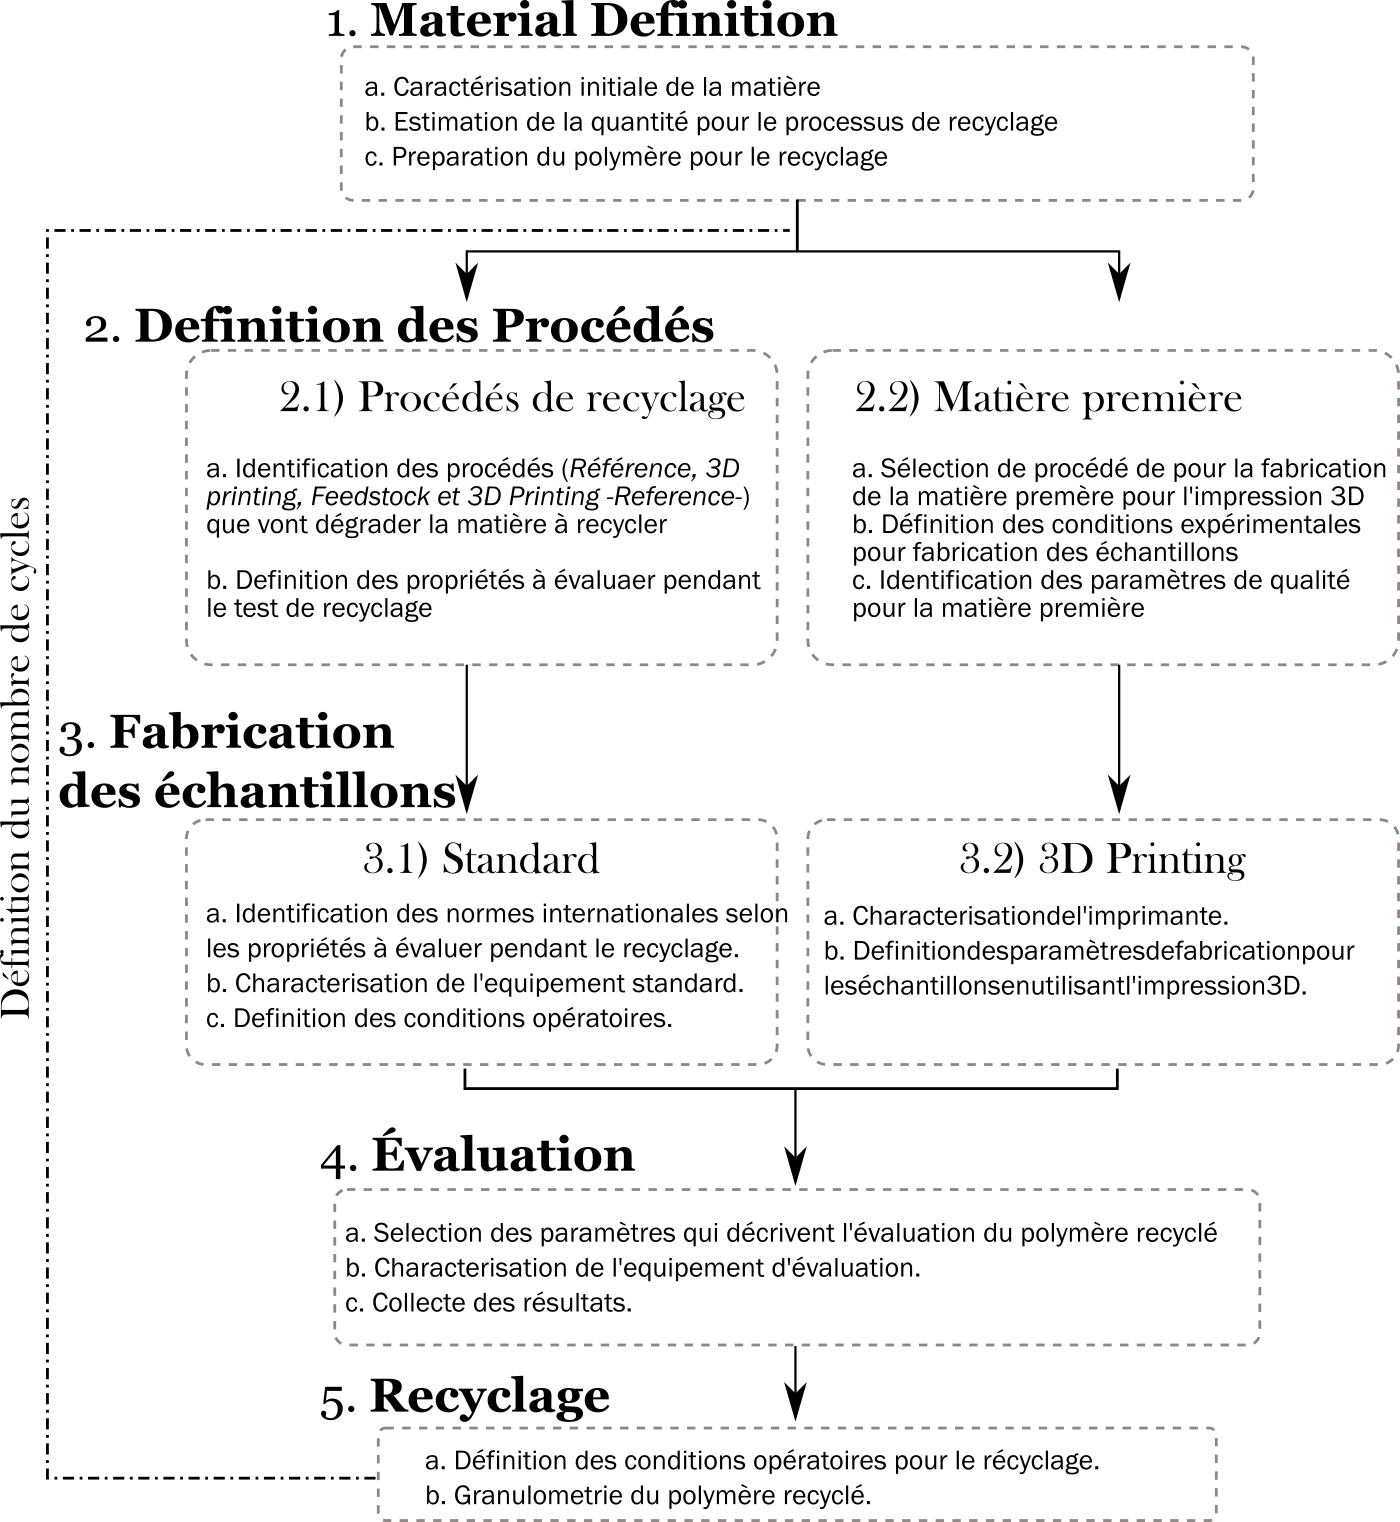 1. Material Definition
a. Caractérisation initiale de la matière
b. Estimation de la quantité pour le processus de recyclage
c. Preparation du polymère pour le recyclage
2. Definition des Procédés
2.1) Procédés de recyclage
a. Identification des procédés (Référence, 3D
printing, Feedstock et 3D Printing -Reference-)
que vont dégrader la matière à recycler
b. Definition des propriétés à évaluaer pendant
le test de recyclage
2.2) Matière première
a. Sélection de procédé de pour la fabrication
de la matière premère pour l'impression 3D
b. Définition des conditions expérimentales
pour fabrication des échantillons
c. Identification des paramètres de qualité
pour la matière première
Définition du nombre de cycles
3. Fabrication
des échantillons
3.1) Standard
a. Identification des normes internationales selon
les propriétés à évaluer pendant le recyclage.
b. Characterisation de l'equipement standard.
c. Definition des conditions opératoires.
3.2) 3D Printing
a. Characterisationdel'imprimante.
b. Definitiondesparamètresdefabricationpour
leséchantillonsenutilisantl'impression3D.
4. Évaluation
a. Selection des paramètres qui décrivent l'évaluation du polymère recyclé
b. Characterisation de l'equipement d'évaluation.
c. Collecte des résultats.
5. Recyclage
a. Définition des conditions opératoires pour le récyclage.
b. Granulometrie du polymère recyclé.